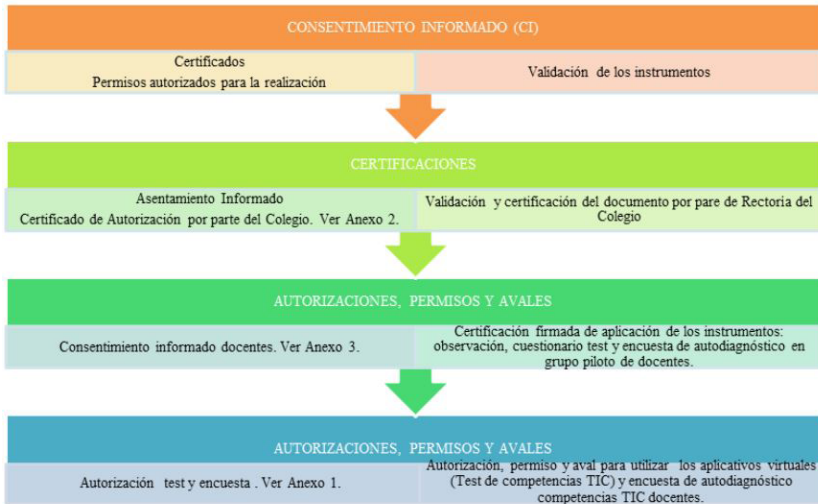 CONSENTIMIENTO INFORMADO (CI)
Certificados
Permisos autorizados para la realización
Validación de los instrumentos
CERTIFICACIONES
Asentamiento Informado
Certificado de Autorización por parte del Colegio. Ver Anexo 2.
Validación y certificación del documento por pare de Rectoria del
Colegio
AUTORIZACIONES, PERMISOS Y AVALES
Consentimiento informado docentes. Ver Anexo 3.
Certificación firmada de aplicación de los instrumentos:
observación, cuestionario test y encuesta de autodiagnóstico en
grupo piloto de docentes.
AUTORIZACIONES, PERMISOS Y AVALES
Autorización test y encuesta . Ver Anexo 1.
Autorización, permiso y aval para utilizar los aplicativos virtuales
(Test de competencias TIC) y encuesta de autodiagnóstico
competencias TIC docentes.